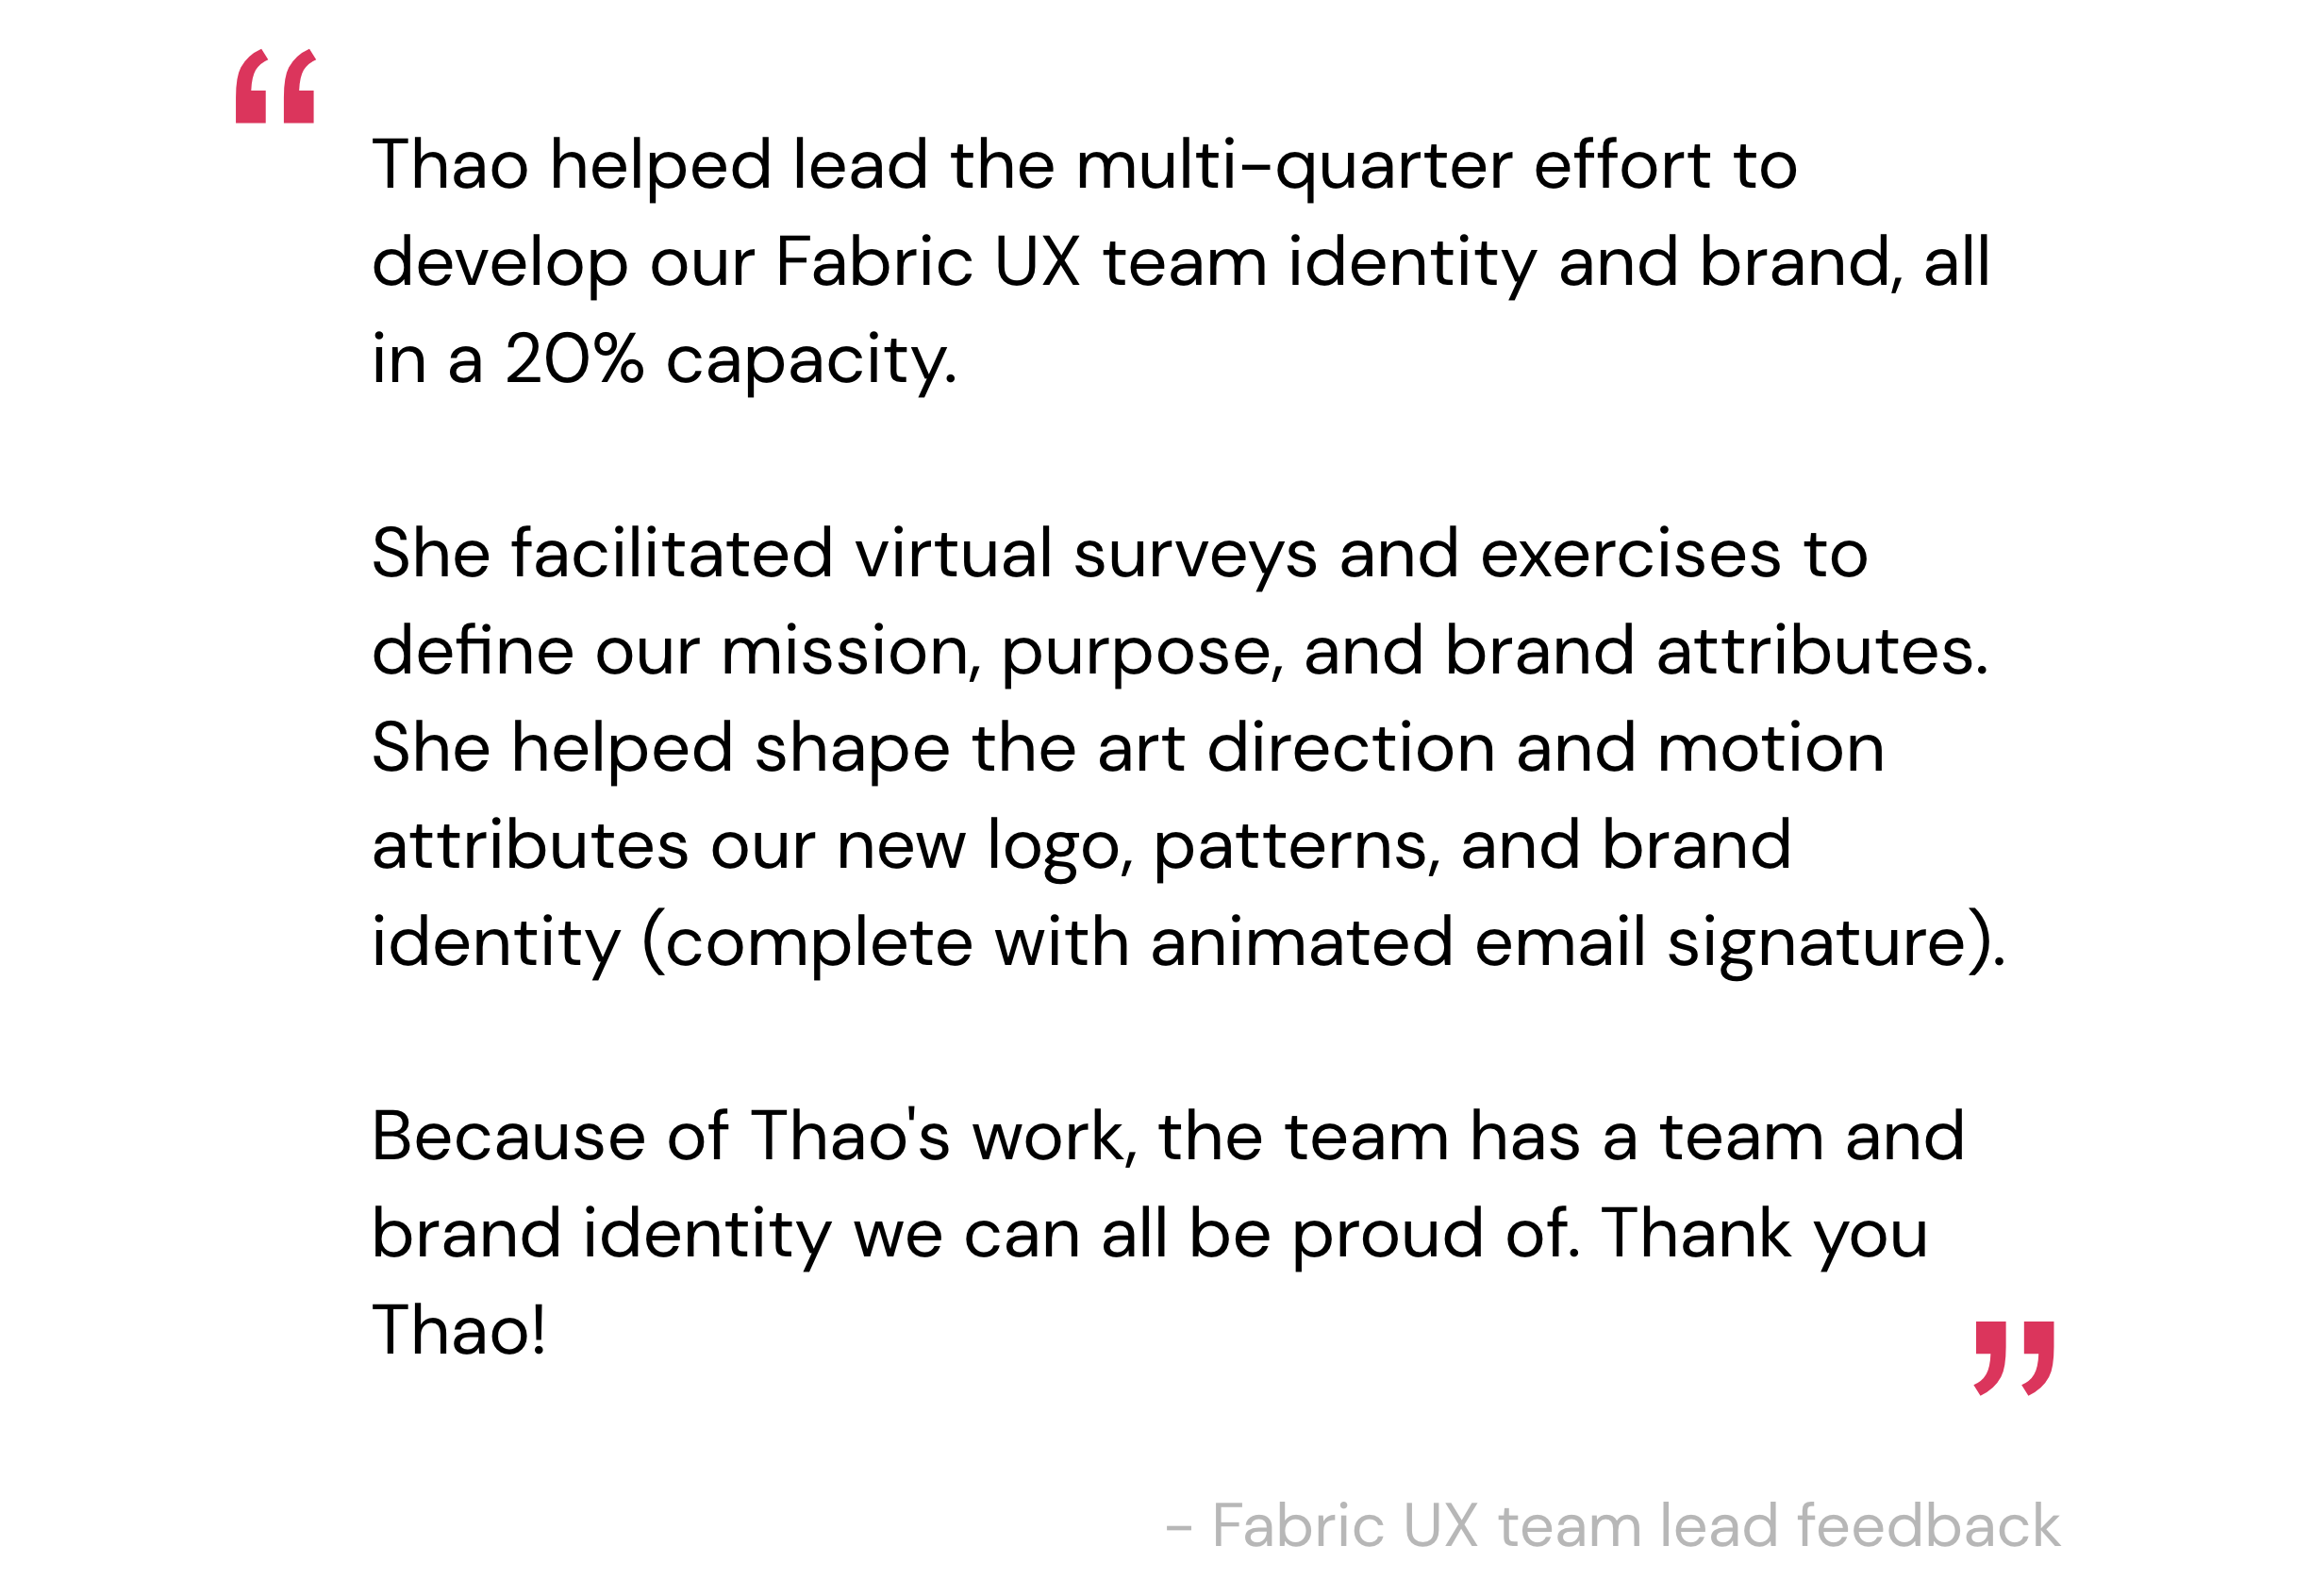 “
Thao helped lead the multi-quarter effort to
develop our Fabric UX team identity and brand, all
in a 20% capacity.
She facilitated virtual surveys and exercises to
define our mission, purpose, and brand attributes.
She helped shape the art direction and motion
attributes our new logo, patterns, and brand
identity (complete with animated email signature).
Because of Thao's work, the team has a team and
brand identity we can all be proud of. Thank you
Thao!
”
- Fabric UX team lead feedback